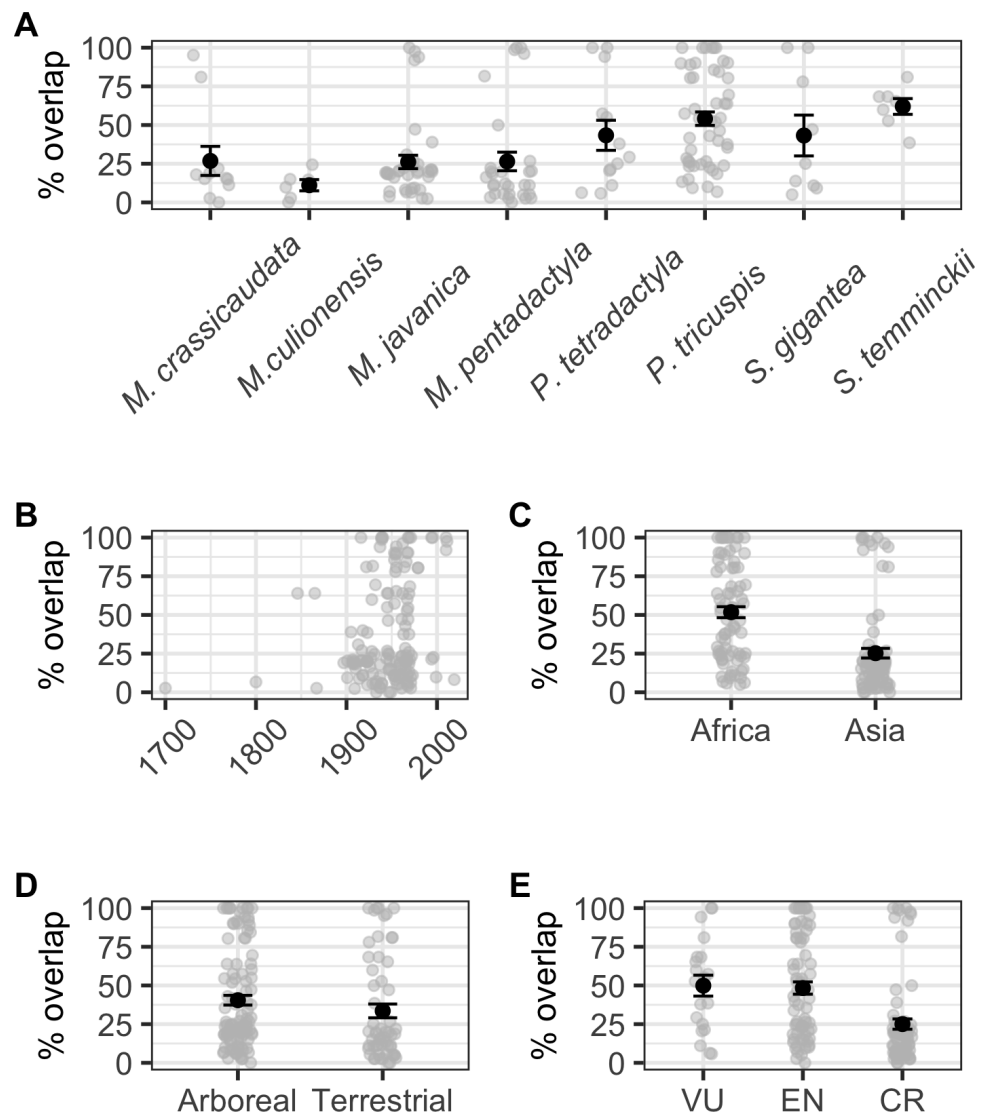 A
% overlap
100
75
50
25
0
M. crassicaudata
M.culionensis
M. javanica
M. pentadactyla
P. tetradactyla
P. tricuspis
S. gigantea
S. temminckii
B
% overlap
100
75
50
25
0
1700
1800
1900
2000
C
% overlap
100
75
50
25
0
Africa
Asia
D
% overlap
100
75
50
25
0
Arboreal
Terrestrial
E
% overlap
100
75
50
25
0
VU
EN
CR